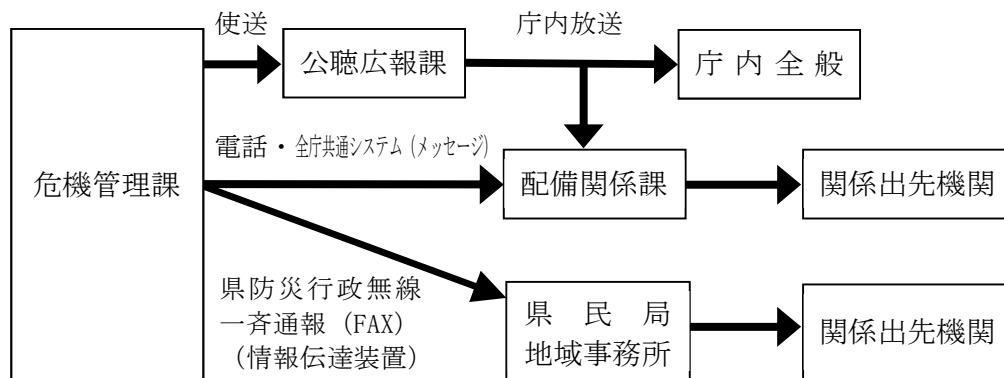 使送
庁内放送
公聴広報課
庁内全般
電話・全庁共通システム(メッセージ)
危機管理課
配備関係課
関係出先機関
県防災行政無線
一斉通報（FAX）
（情報伝達装置）
県民局
地域事務所
関係出先機関